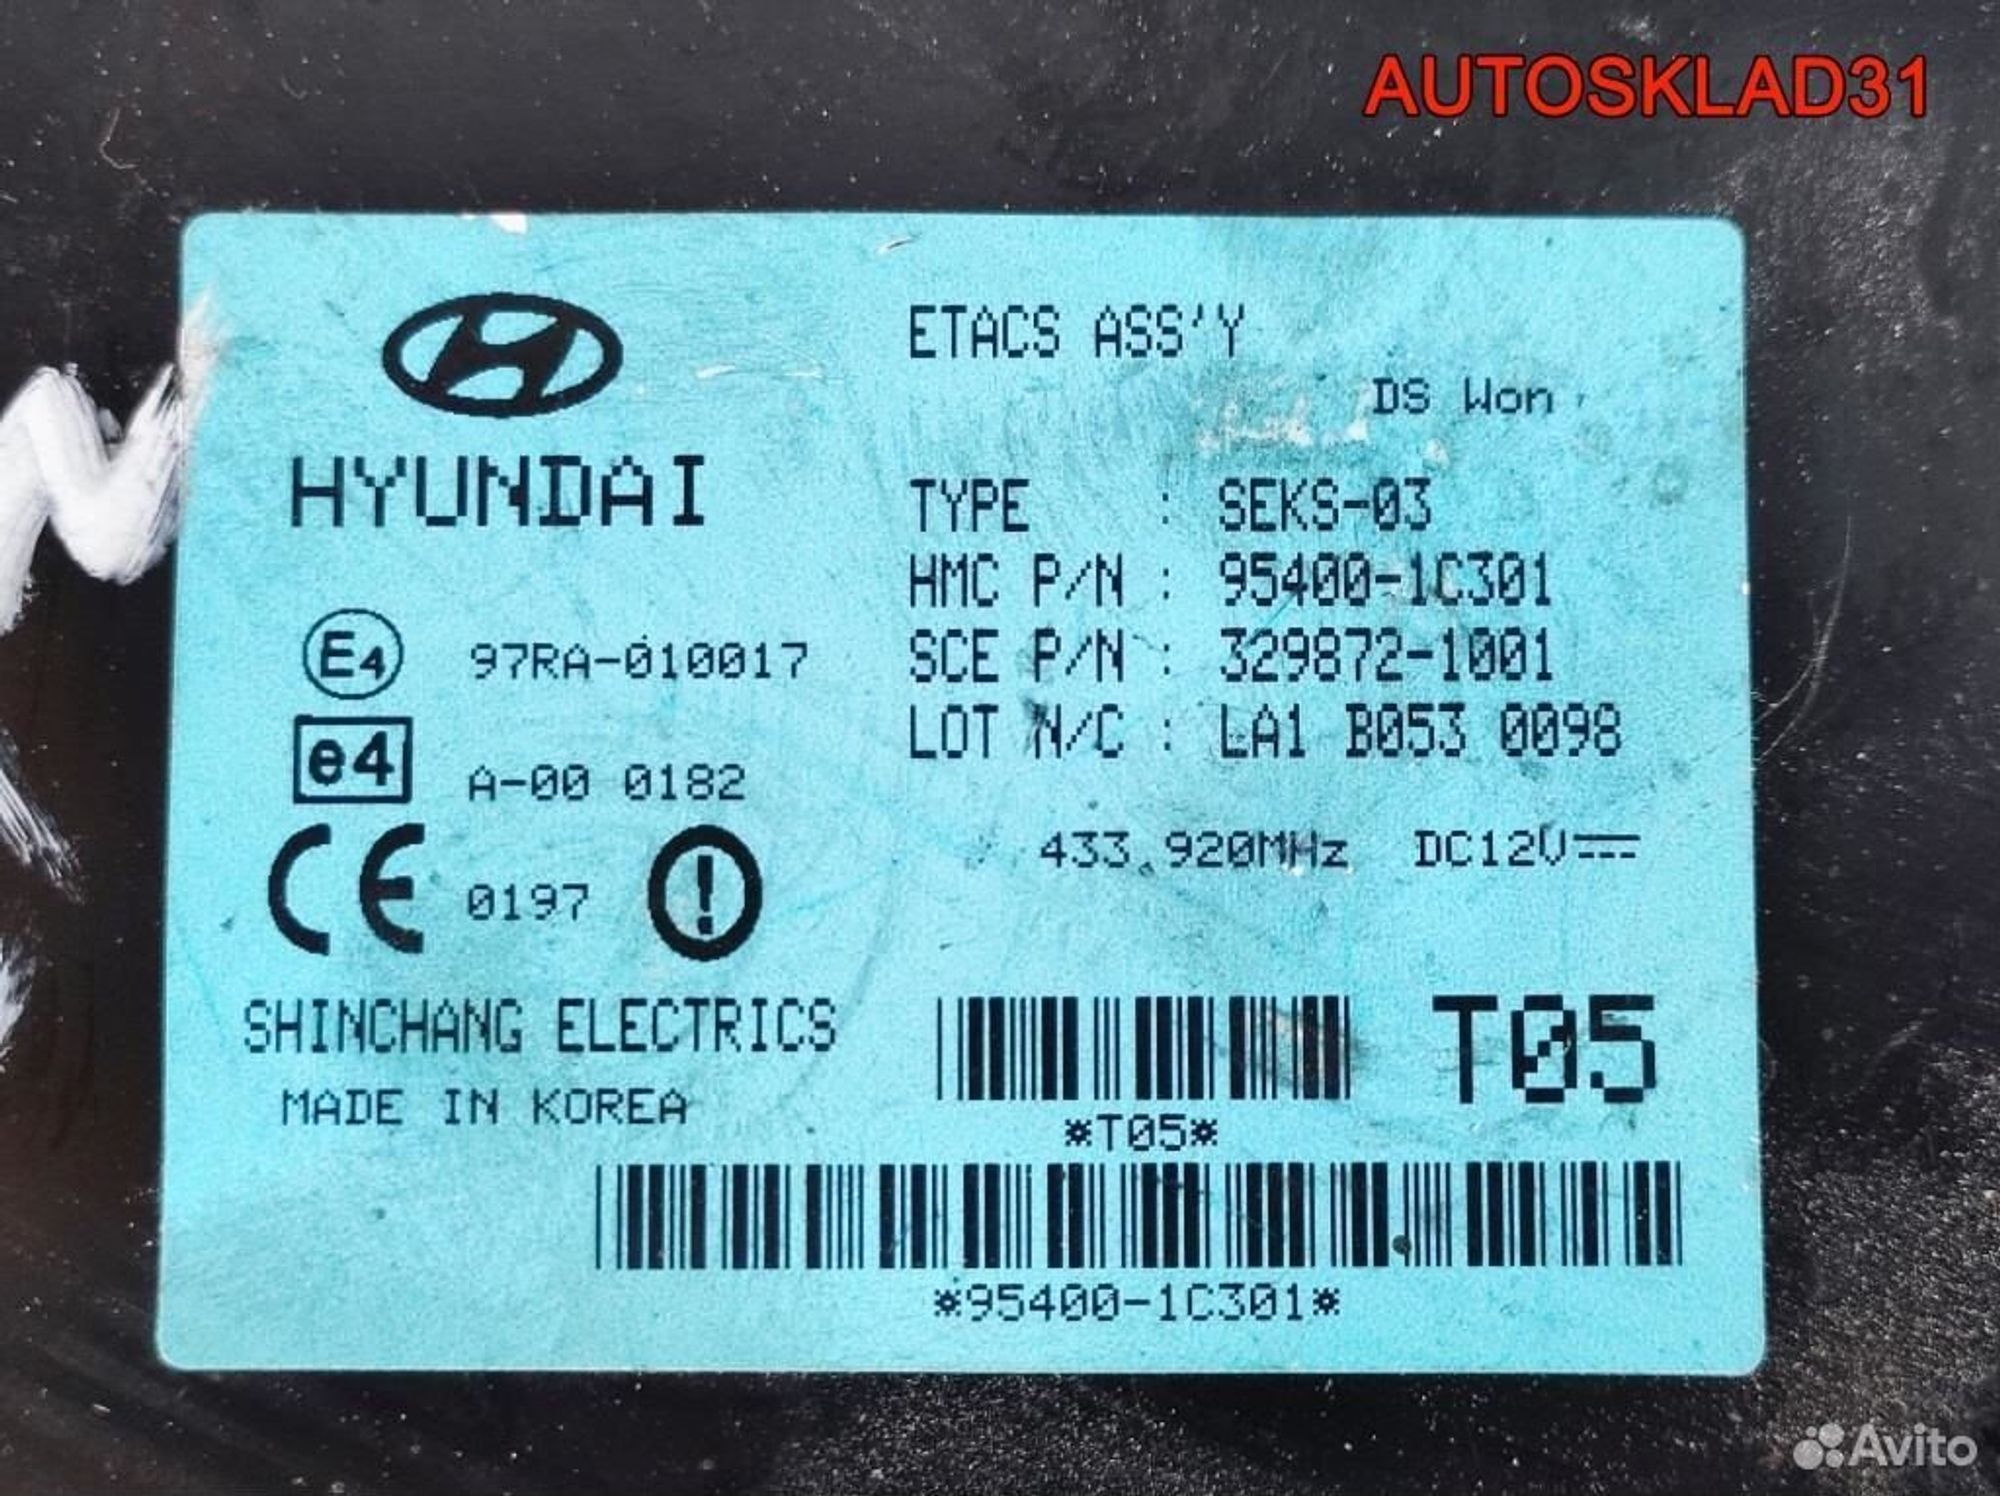 AUTOSKLAD31
HYUNDAI
ETACS ASS'Y
DS Won
TYPE : SEKS-03
HMC P/N : 95400-1C301
SCE P/N : 329872-1001
LOT N/C : LA1 B053 0098
433.920MHz DC12V
E4 97RA-010017
e4 A-00 0182
CE 0197
SHINCHANG ELECTRICS
MADE IN KOREA
T05
*T05*
*95400-1C301*
Avito